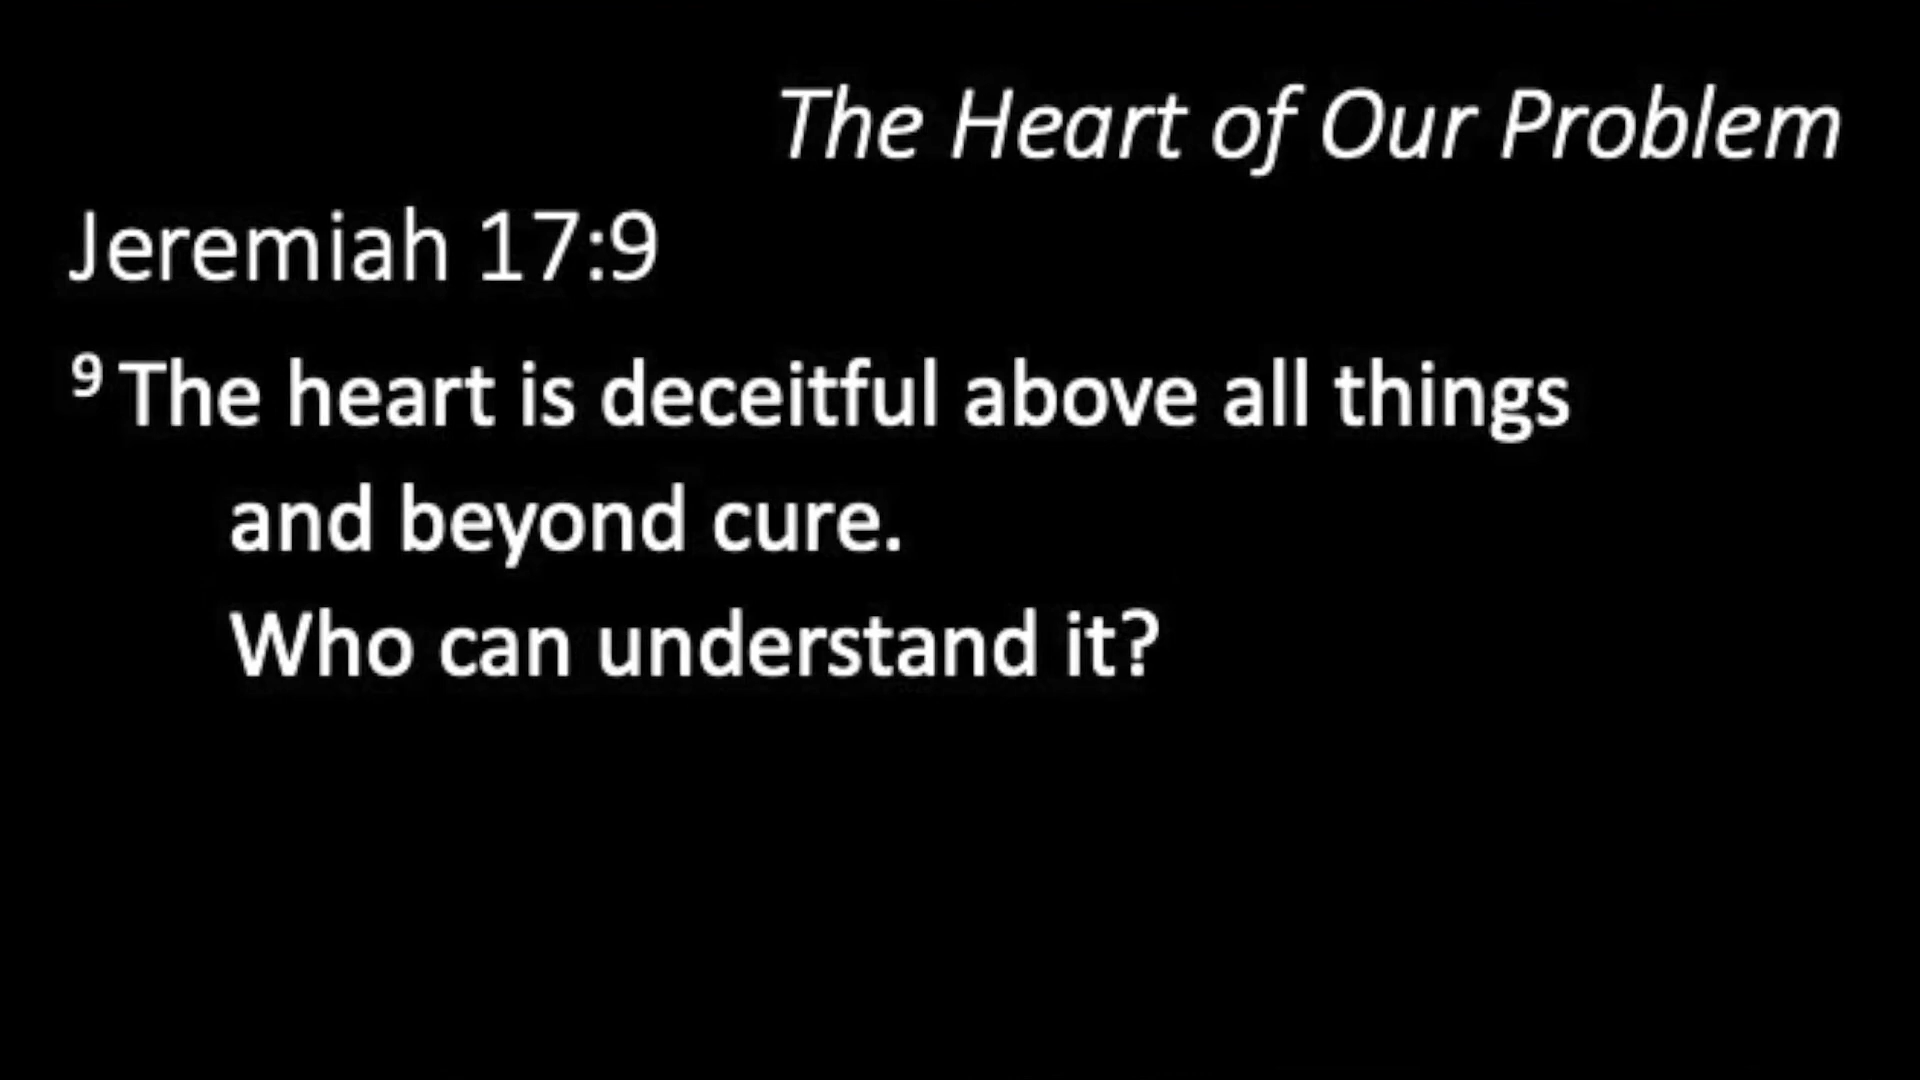 The Heart of Our Problem
Jeremiah 17:9
9 The heart is deceitful above all things
and beyond cure.
Who can understand it?